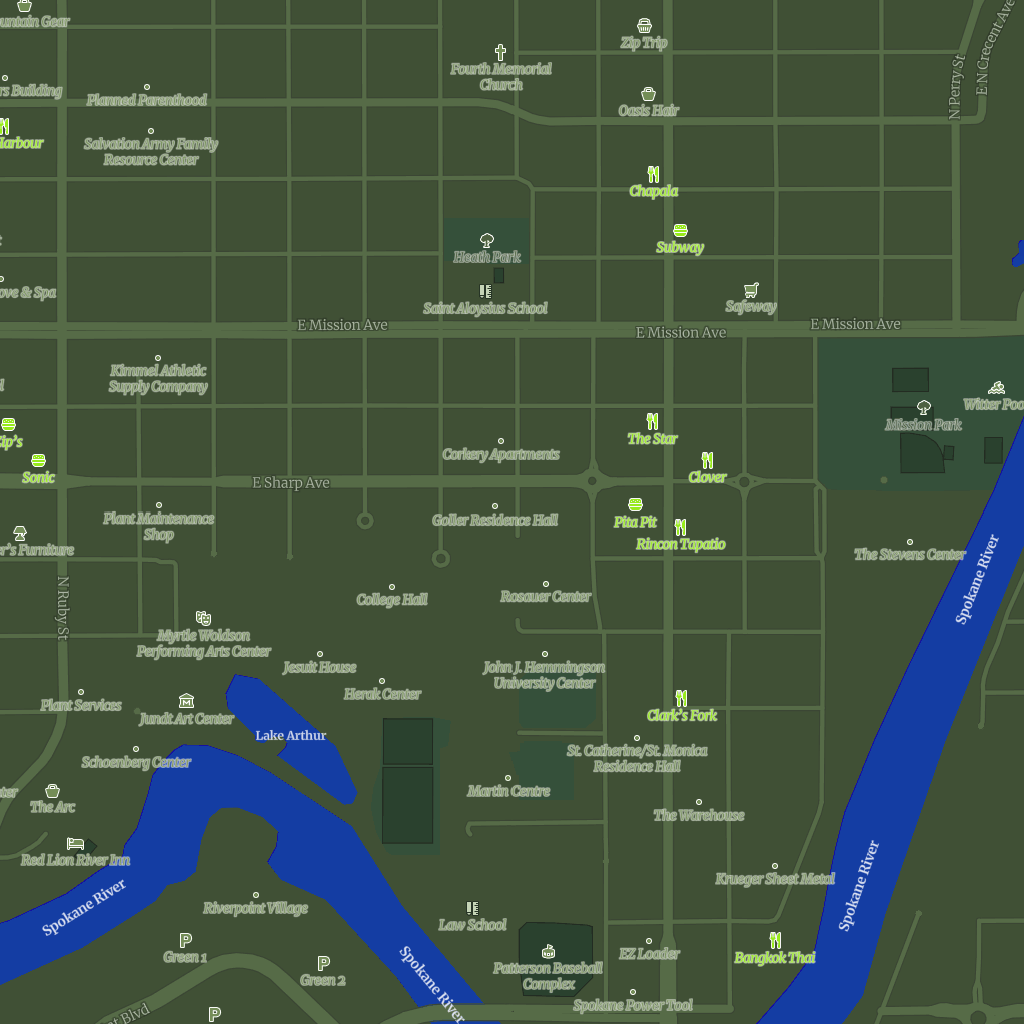 Zip Trip
Fourth Memorial
Church
Planned Parenthood
Oasis Hair
N Perry St
E N Crecent Ave
Salvation Army Family
Resource Center
Chapala
Subway
Heath Park
Saint Aloysius School
Safeway
E Mission Ave
E Mission Ave
E Mission Ave
Kimmel Athletic
Supply Company
Mission Park
The Star
Corkery Apartments
Sonic
E Sharp Ave
Clover
Plant Maintenance
Shop
Goller Residence Hall
Pita Pit
Rincon Tapatio
The Stevens Center
Spokane River
N Ruby St
College Hall
Rosauer Center
Myrtle Woldson
Performing Arts Center
Jesuit House
John J. Hemmingson
University Center
Herak Center
Plant Services
Jundt Art Center
Clark's Fork
Lake Arthur
Schoenberg Center
St. Catherine/St. Monica
Residence Hall
Martin Centre
The Arc
The Warehouse
Red Lion River Inn
Krueger Sheet Metal
Spokane River
Spokane River
Riverpoint Village
Law School
Green 1
Green 2
Spokane River
Patterson Baseball
Complex
EZ Loader
Bangkok Thai
Spokane Power Tool